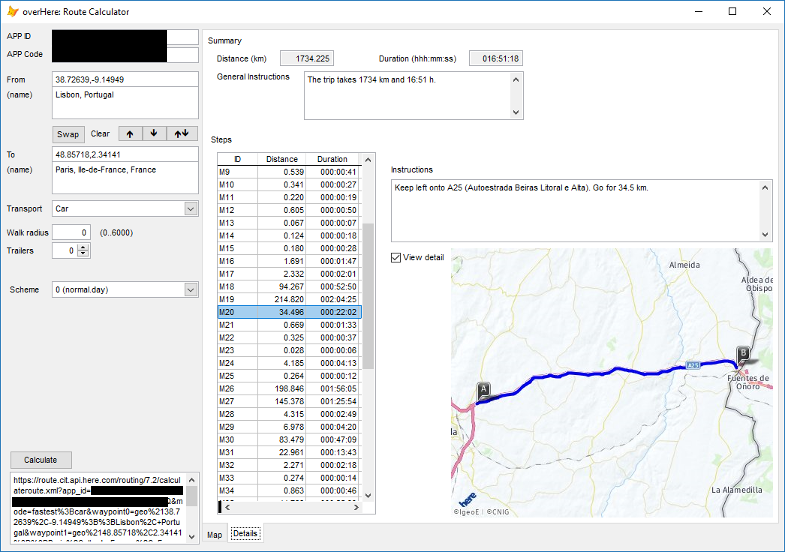 overHere: Route Calculator
APP ID
APP Code
From
38.72639,-9.14949
(name)
Lisbon, Portugal
Swap
Clear
To
48.85718,2.34141
(name)
Paris, Ile-de-France, France
Transport
Car
Walk radius
0
(0..6000)
Trailers
0
Scheme
0 (normal.day)
Calculate
https://route.cit.api.here.com/routing/7.2/calcul
ateroute.xml?app_id=
0&m
ode=fastest%3Bcar&waypoint0=geo%2138.7
2639%2C-9.14949%3B%3BLisbon%2C+Portu
gal&waypoint1=geo%2148.85718%2C2.34141
Summary
Distance (km)
1734.225
Duration (hhh:mm:ss)
016:51:18
General Instructions
The trip takes 1734 km and 16:51 h.
Steps
ID Distance Duration
M9 0.539 000:00:41
M10 0.341 000:00:27
M11 0.220 000:00:19
M12 0.605 000:00:50
M13 0.067 000:00:07
M14 0.124 000:00:18
M15 0.180 000:00:28
M16 1.691 000:01:47
M17 2.332 000:02:01
M18 94.267 000:52:50
M19 214.820 002:04:25
M20 34.496 000:22:02
M21 0.669 000:01:33
M22 0.325 000:00:37
M23 0.028 000:00:06
M24 4.185 000:04:13
M25 0.264 000:00:12
M26 198.846 001:56:05
M27 145.378 001:25:54
M28 4.315 000:02:49
M29 6.978 000:04:20
M30 83.479 000:47:09
M31 22.961 000:13:43
M32 2.271 000:02:18
M33 0.274 000:00:14
M34 0.863 000:00:46
Instructions
Keep left onto A25 (Autoestrada Beiras Litoral e Alta). Go for 34.5 km.
View detail
Almeida
Aldea de
Obispo
A
A25
B
Fuentes de
Oñoro
da
La Alamedilla
here
©IgeoE | ©CNIG
Map
Details